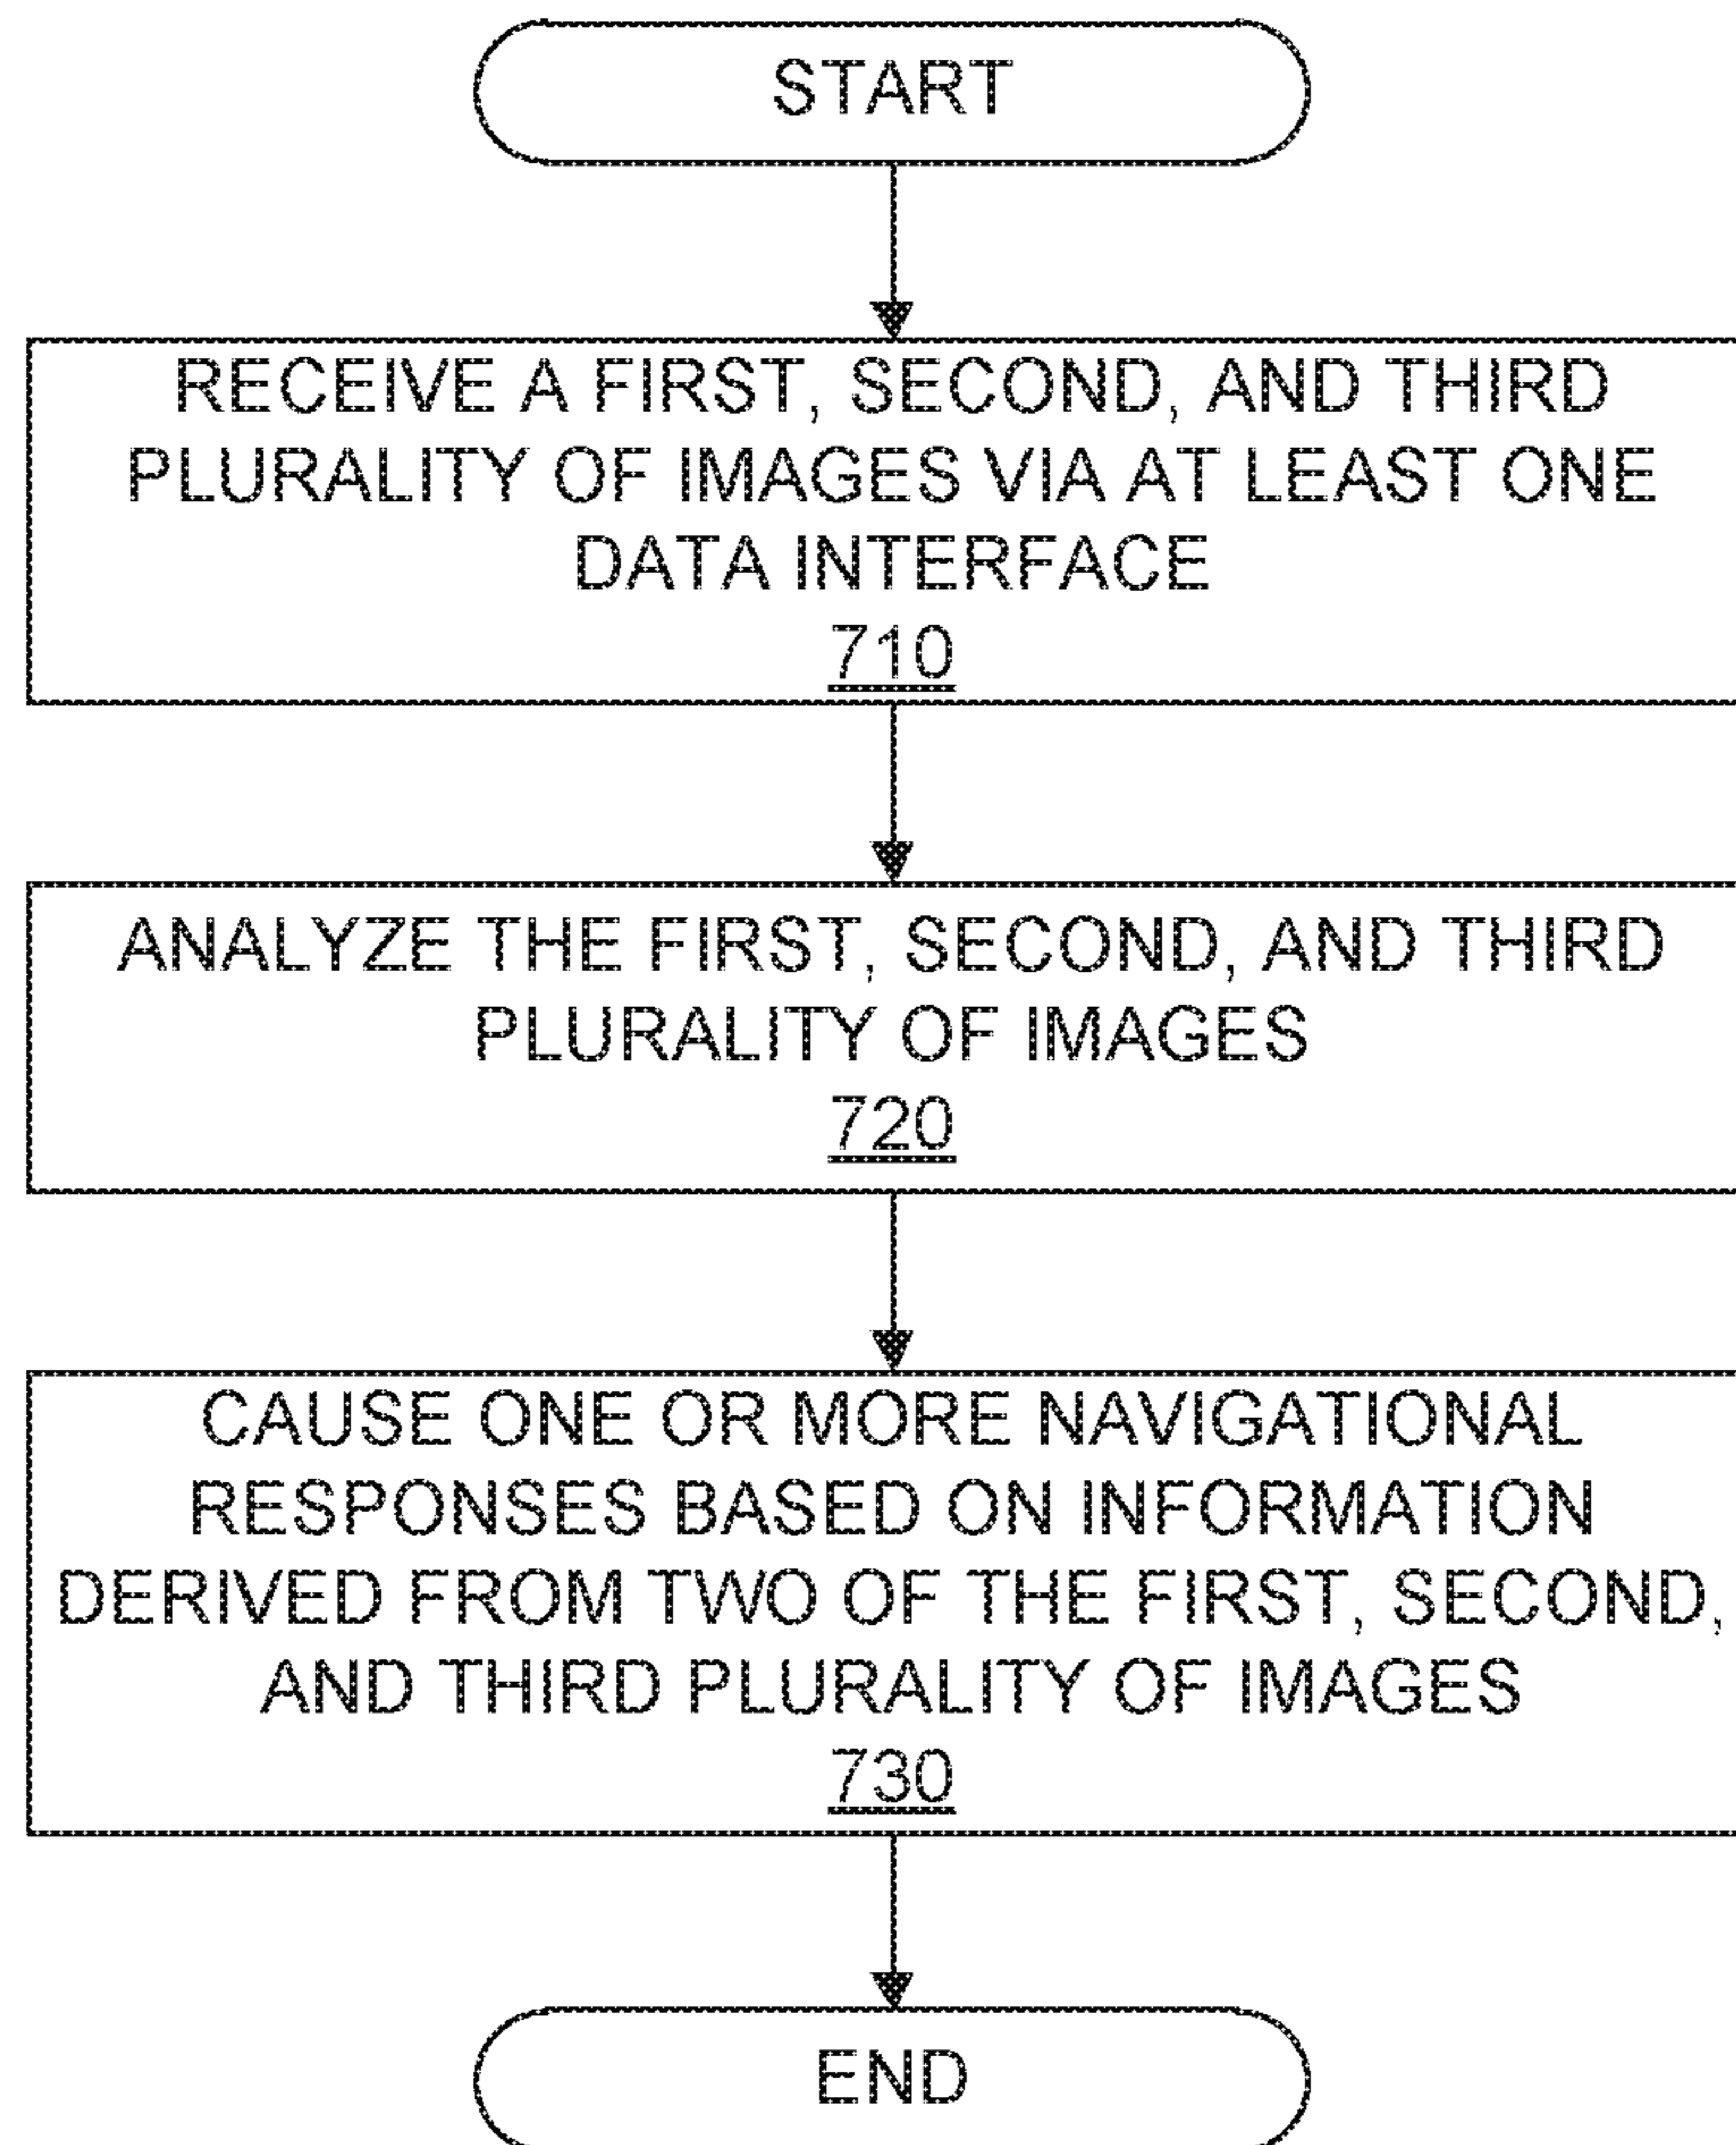 START
RECEIVE A FIRST, SECOND, AND THIRD
PLURALITY OF IMAGES VIA AT LEAST ONE
DATA INTERFACE
710
ANALYZE THE FIRST, SECOND, AND THIRD
PLURALITY OF IMAGES
720
CAUSE ONE OR MORE NAVIGATIONAL
RESPONSES BASED ON INFORMATION
DERIVED FROM TWO OF THE FIRST, SECOND,
AND THIRD PLURALITY OF IMAGES
730
END